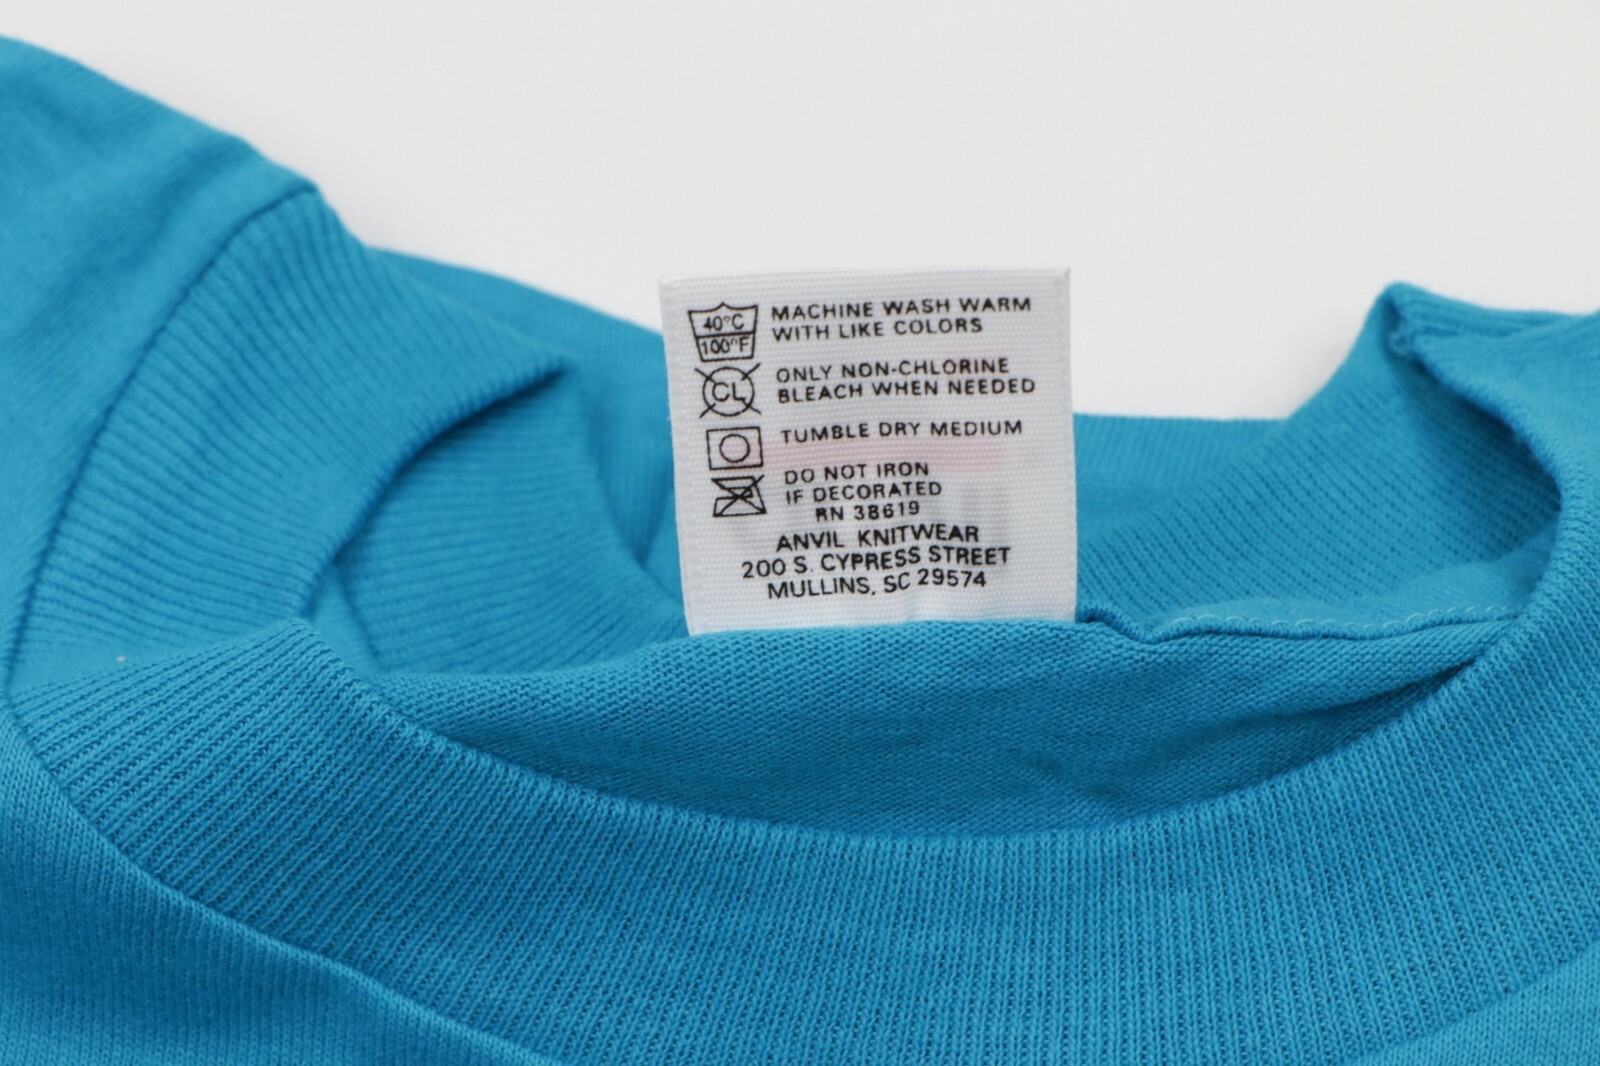 40°C
100°F
MACHINE WASH WARM
WITH LIKE COLORS
CL
ONLY NON-CHLORINE
BLEACH WHEN NEEDED
TUMBLE DRY MEDIUM
DO NOT IRON
IF DECORATED
RN 38619
ANVIL KNITWEAR
200 S. CYPRESS STREET
MULLINS, SC 29574